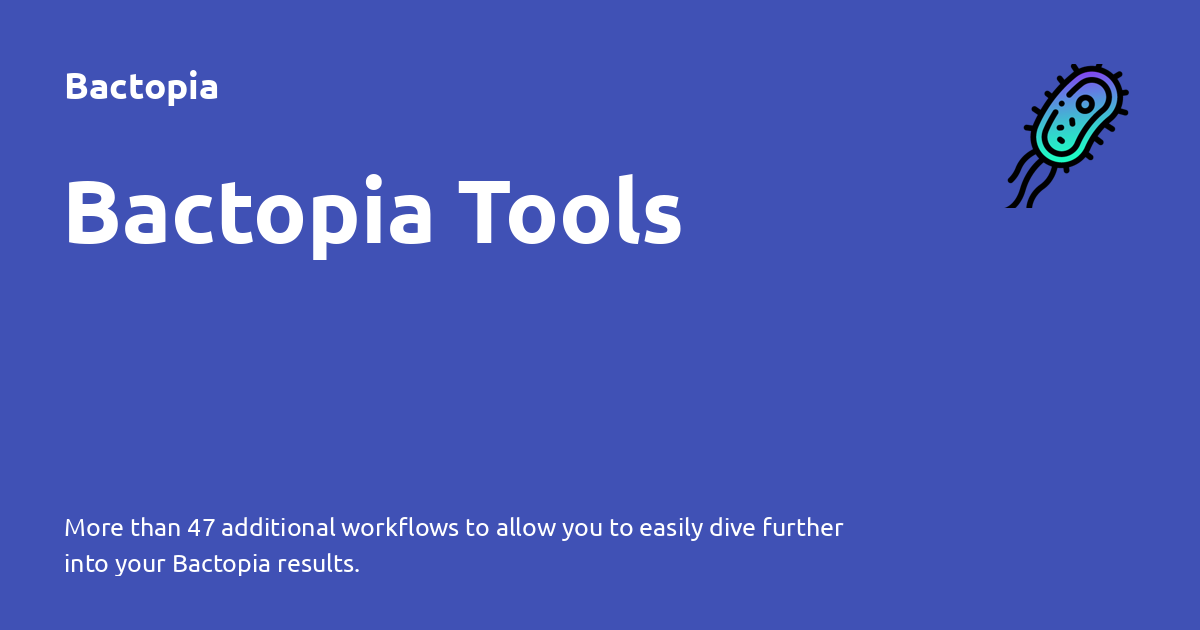 Bactopia
Bactopia Tools
More than 47 additional workflows to allow you to easily dive further
into your Bactopia results.